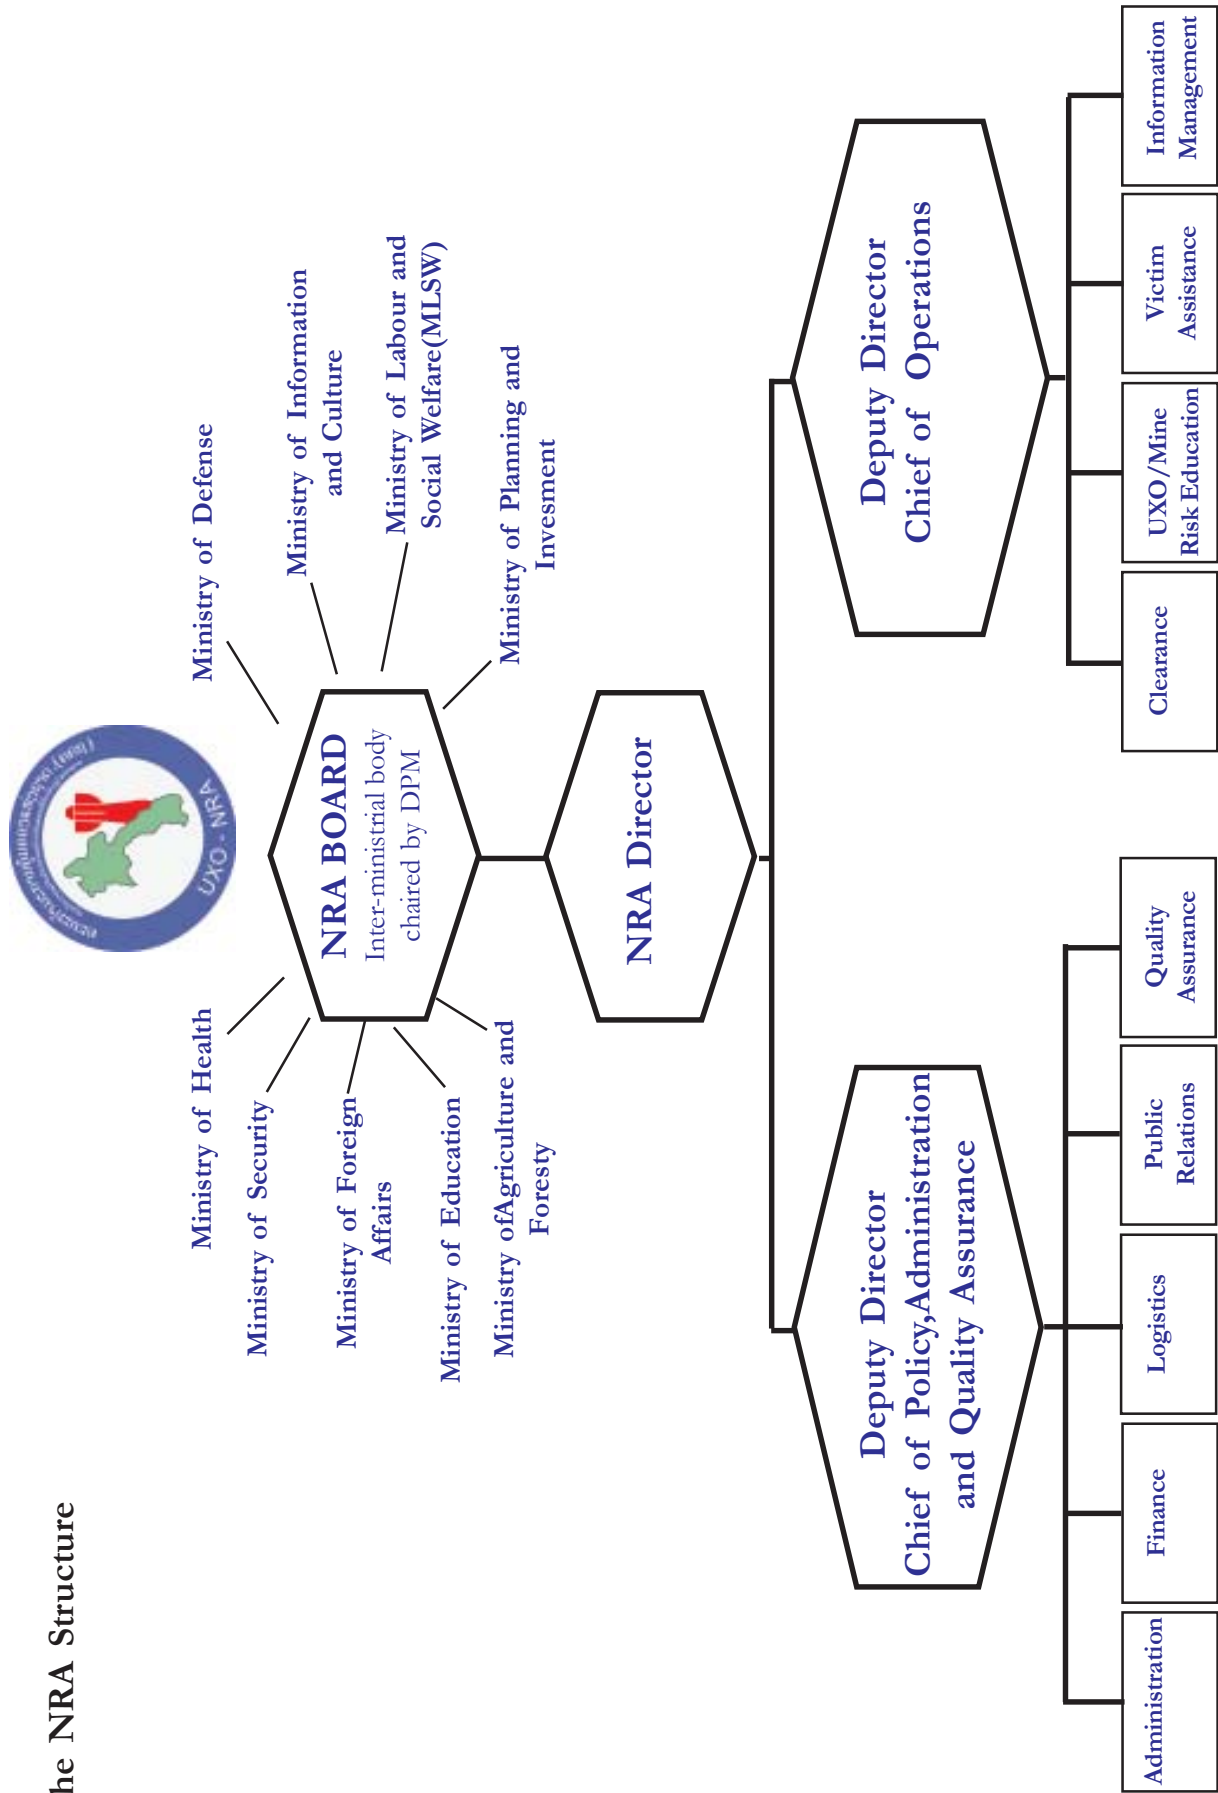 he NRA Structure
UXO - NRA
Ministry of Health
Ministry of Security
Ministry of Foreign
Affairs
Ministry of Education
Ministry ofAgriculture and
Foresty
NRA BOARD
Inter-ministrial body
chaired by DPM
Ministry of Defense
Ministry of Information
and Culture
Ministry of Labour and
Social Welfare(MLSW)
Ministry of Planning and
Invesment
NRA Director
Deputy Director
Chief of Policy,Administration
and Quality Assurance
Deputy Director
Chief of Operations
Administration
Finance
Logistics
Public
Relations
Quality
Assurance
Clearance
UXO/Mine
Risk Education
Victim
Assistance
Information
Management